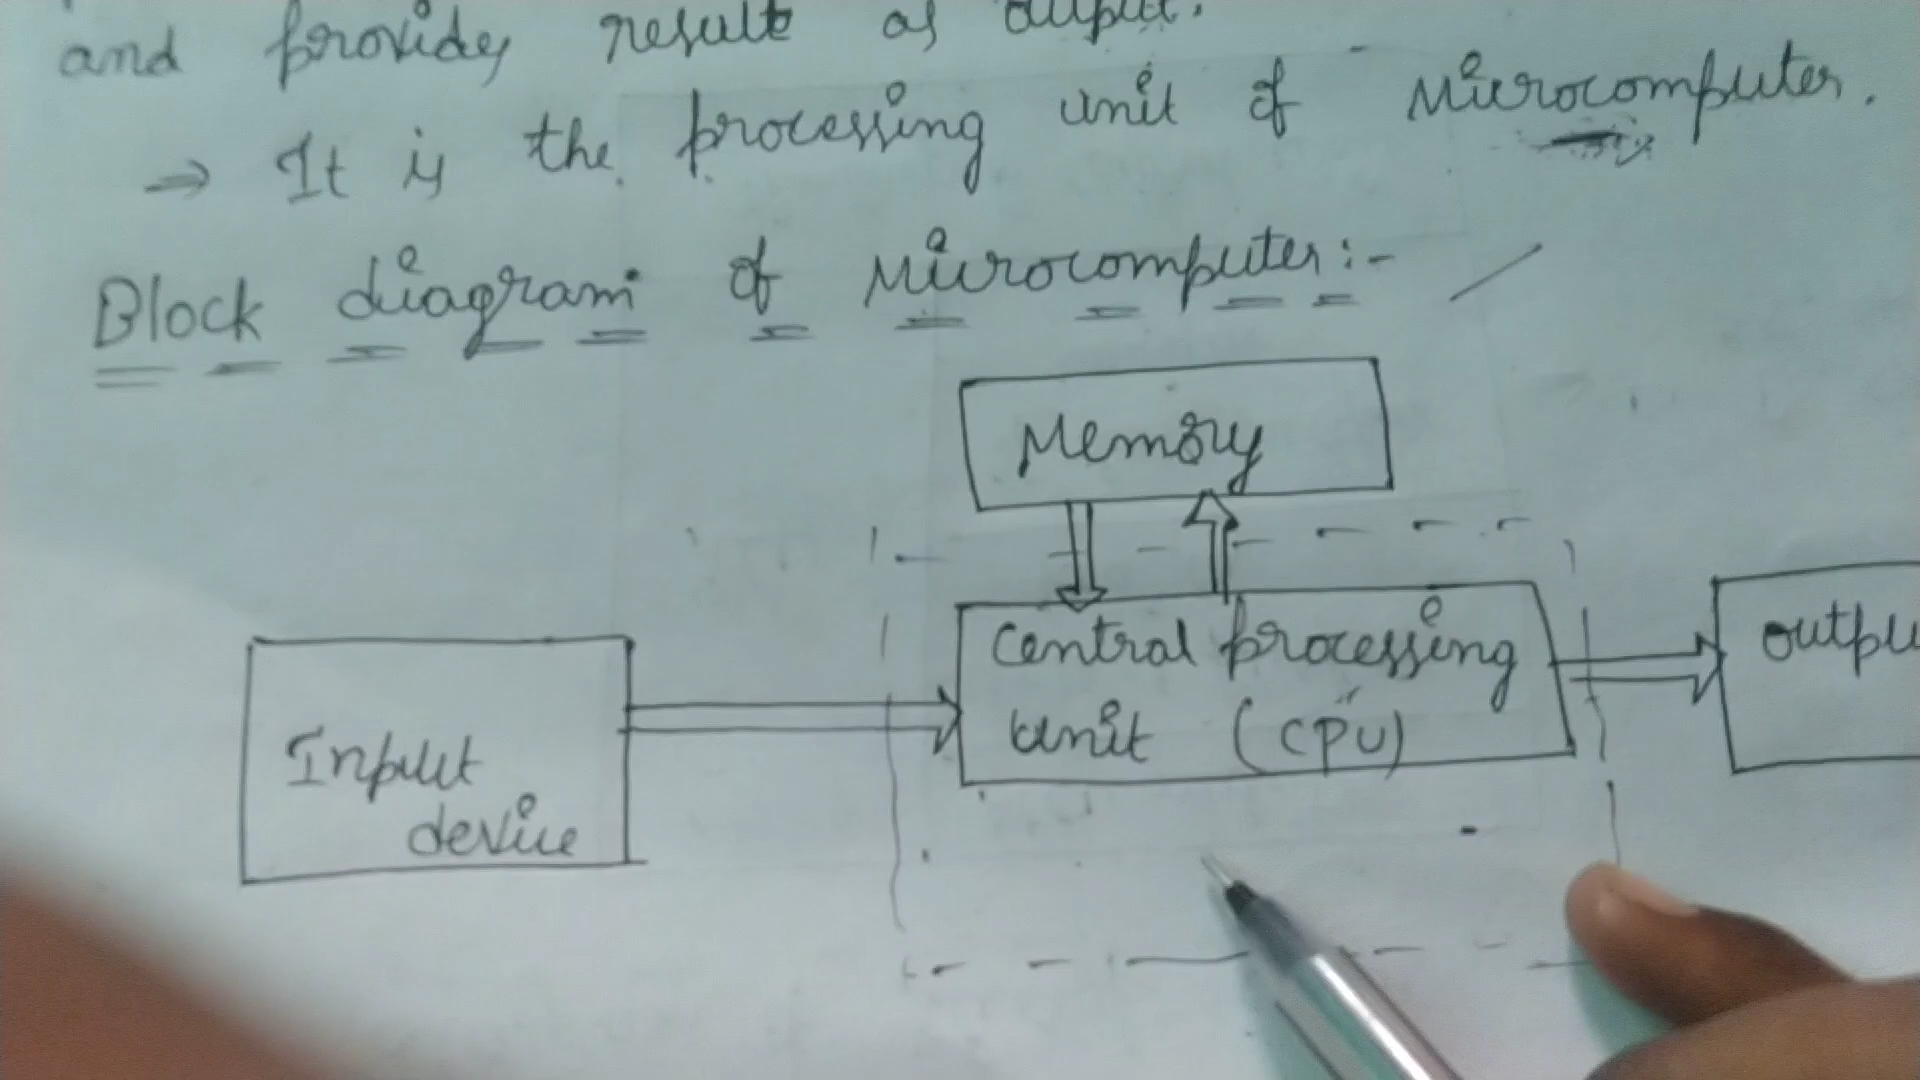 and provides result as output.
→ It is the processing unit of Microcomputer.
Block diagram of Microcomputer:-
Memory
Central processing
unit (CPU)
Input
device
outpu